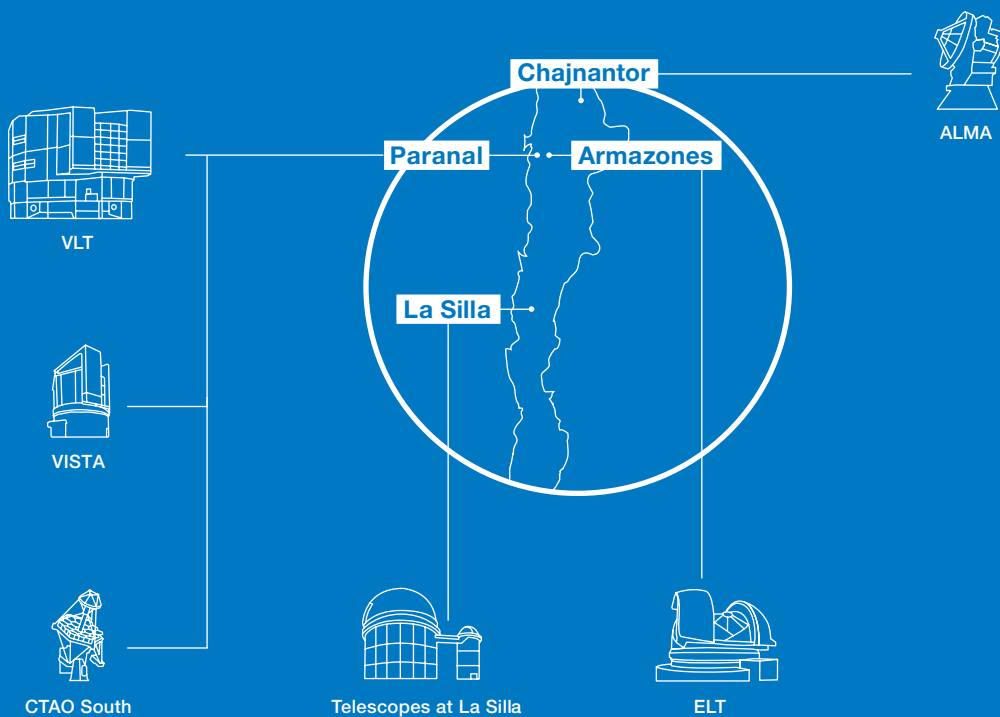 Chajnantor
ALMA
Paranal
Armazones
VLT
La Silla
VISTA
CTAO South
Telescopes at La Silla
ELT